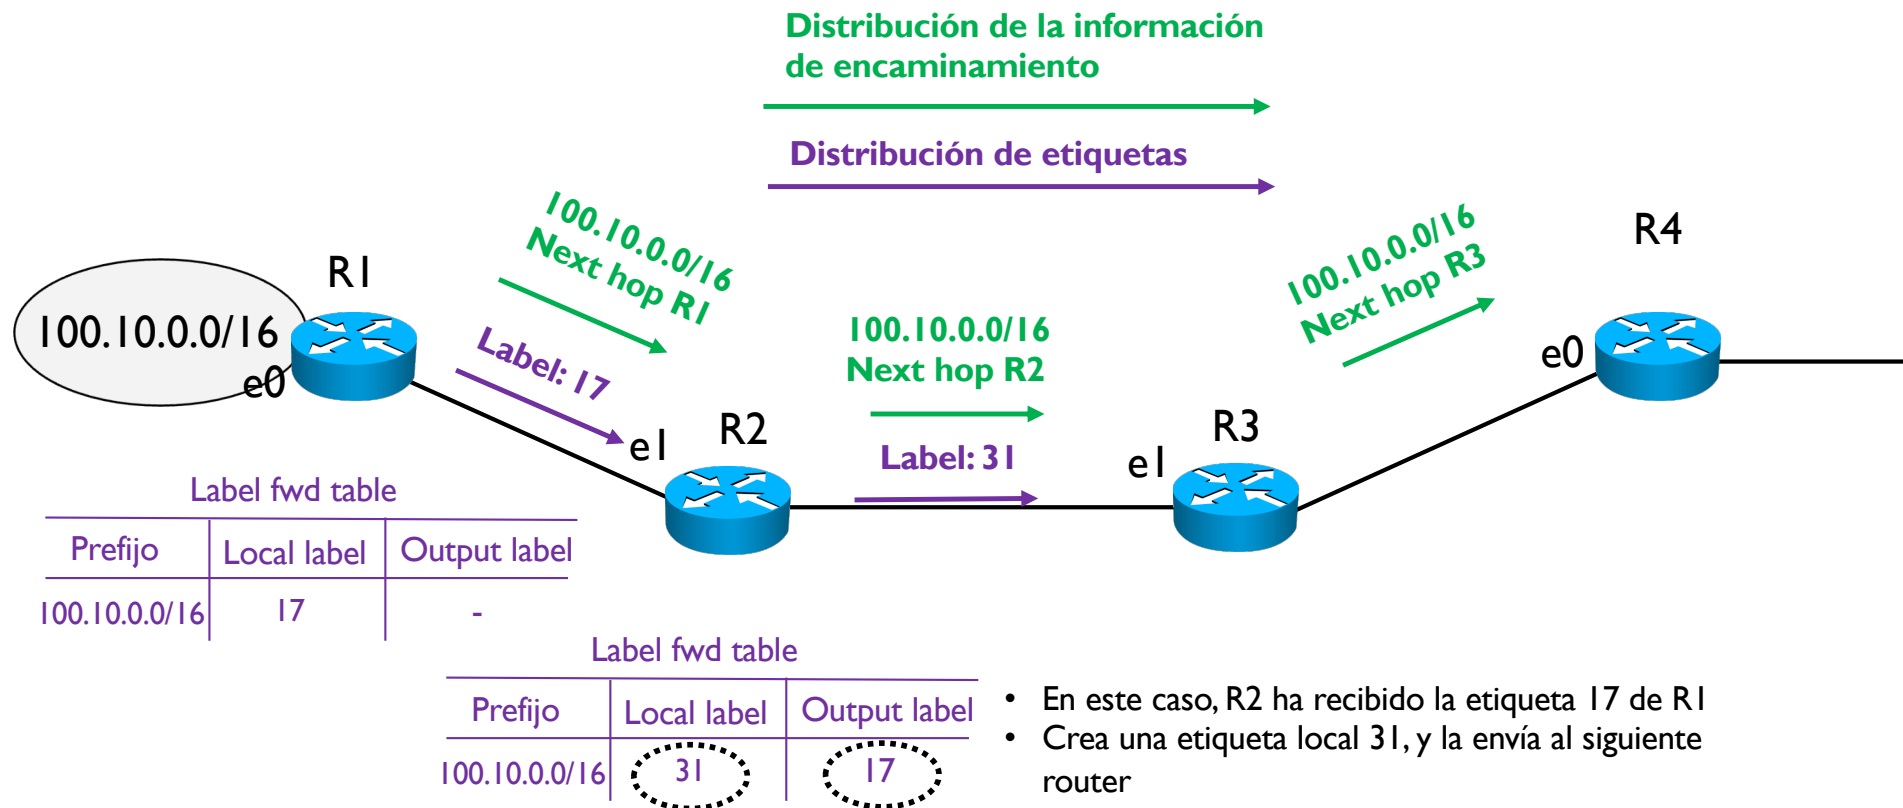 Distribución de la información
de encaminamiento
Distribución de etiquetas
100.10.0.0/16
Next hop R1
100.10.0.0/16
Next hop R3
R4
R1
100.10.0.0/16
e0
Label: 17
100.10.0.0/16
Next hop R2
e0
e1
R2
Label: 31
e1
R3
Label fwd table
Prefijo Local label Output label
100.10.0.0/16 17 -
Label fwd table
Prefijo Local label Output label
100.10.0.0/16 31 17
• En este caso, R2 ha recibido la etiqueta 17 de R1
• Crea una etiqueta local 31, y la envía al siguiente
router